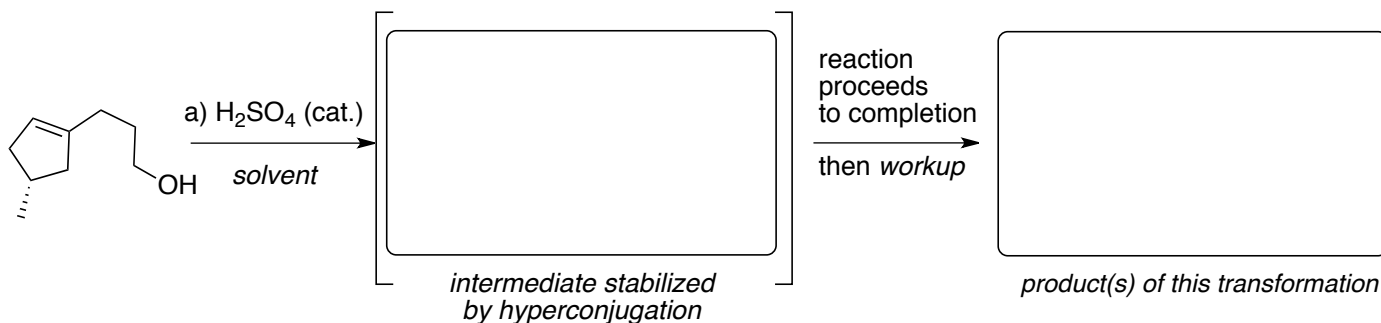 a) H₂SO₄ (cat.)
solvent
OH
intermediate stabilized
by hyperconjugation
reaction
proceeds
to completion
then workup
product(s) of this transformation